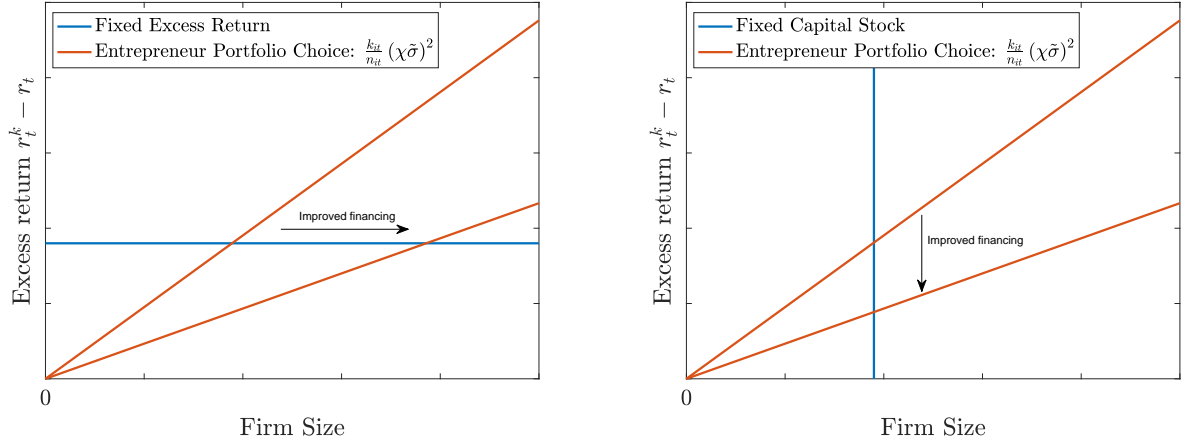 Fixed Excess Return
Entrepreneur Portfolio Choice: $\frac{k_{it}}{n_{it}} (\chi\tilde{\sigma})^2$
Excess return $r_t^k - r_t$
Improved financing
0
Firm Size
Fixed Capital Stock
Entrepreneur Portfolio Choice: $\frac{k_{it}}{n_{it}} (\chi\tilde{\sigma})^2$
Excess return $r_t^k - r_t$
Improved financing
0
Firm Size